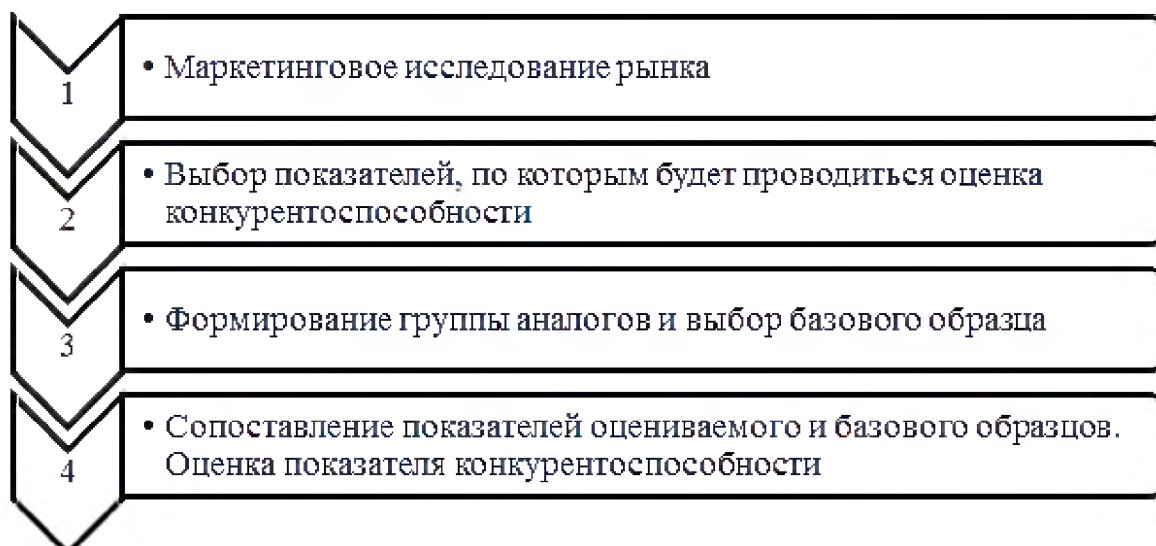 1
• Маркетинговое исследование рынка
2
• Выбор показателей, по которым будет проводиться оценка
конкурентоспособности
3
• Формирование группы аналогов и выбор базового образца
4
• Сопоставление показателей оцениваемого и базового образцов.
Оценка показателя конкурентоспособности